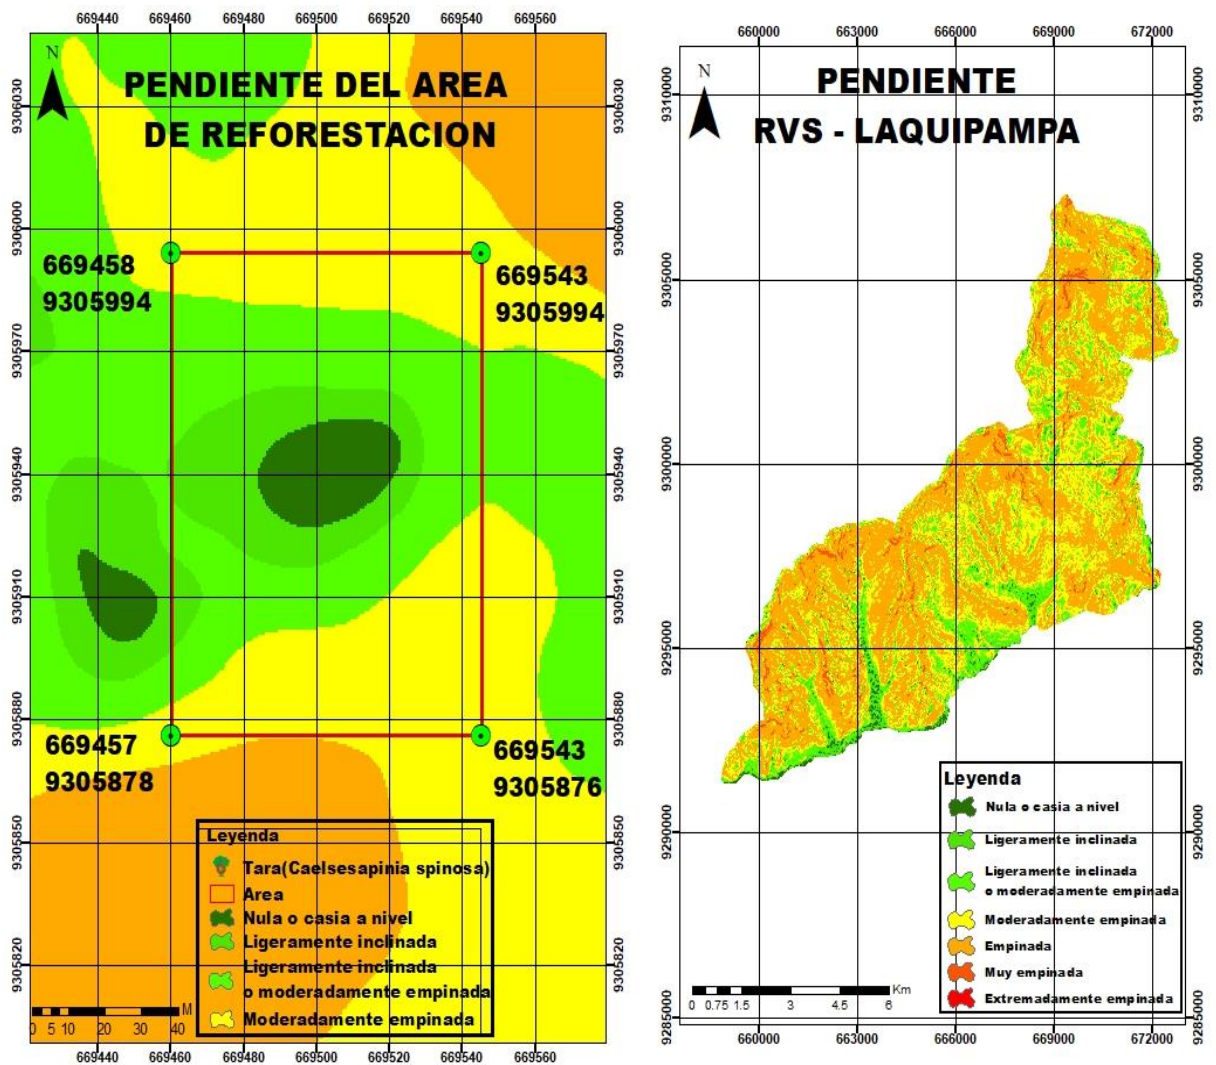 669440 669460 669480 669500 669520 669540 669560
N
PENDIENTE DEL AREA
DE REFORESTACION
9306030 9306030
9306000 9306000
669458
9305994
669543
9305994
9305970 9305970
9305940 9305940
9305910 9305910
9305880 9305880
669457
9305878
669543
9305876
9305850 9305850
9305820 9305820
Leyenda
Tara(Caelsesapinia spinosa)
Area
Nula o casia a nivel
Ligeramente inclinada
Ligeramente inclinada
o moderadamente empinada
Moderadamente empinada
M
0 5 10 20 30 40
669440 669460 669480 669500 669520 669540 669560
660000 663000 666000 669000 672000
N
PENDIENTE
RVS - LAQUIPAMPA
9310000 9310000
9305000 9305000
9300000 9300000
9295000 9295000
9290000 9290000
9285000 9285000
Leyenda
Nula o casia a nivel
Ligeramente inclinada
Ligeramente inclinada
o moderadamente empinada
Moderadamente empinada
Empinada
Muy empinada
Extremadamente empinada
Km
0 0.75 1.5 3 4.5 6
660000 663000 666000 669000 672000